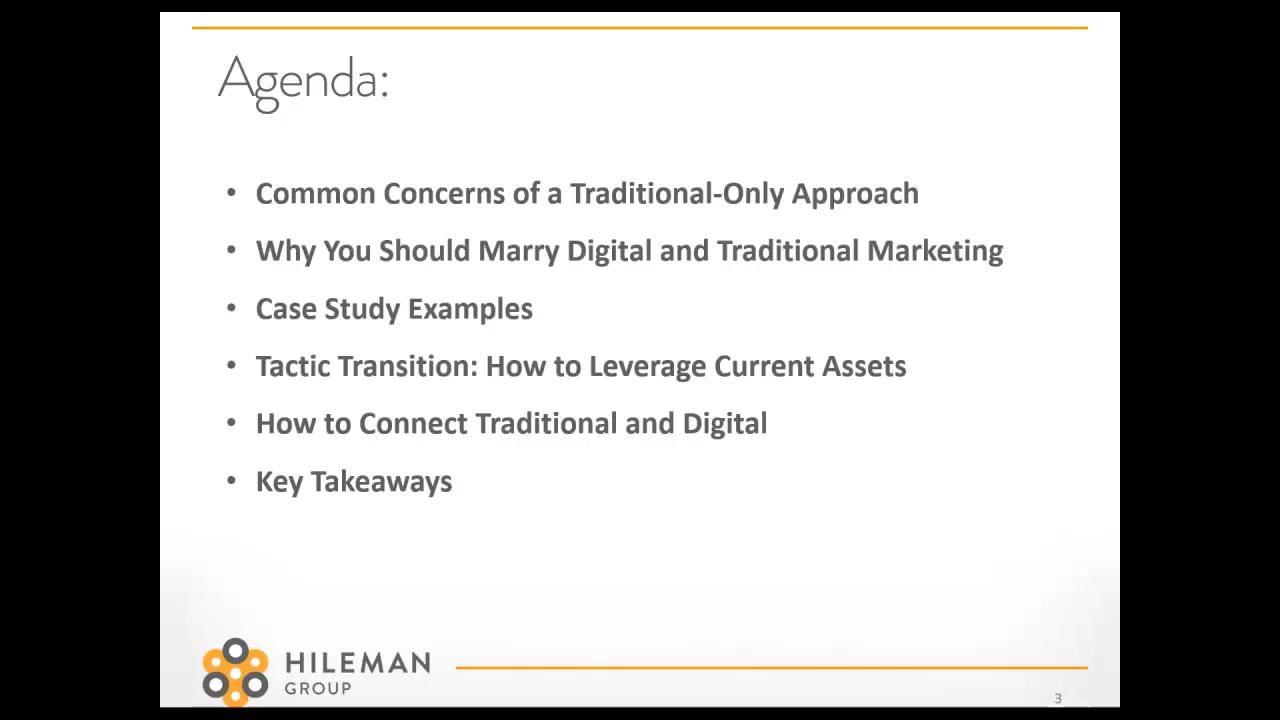 Agenda:
• Common Concerns of a Traditional-Only Approach
• Why You Should Marry Digital and Traditional Marketing
• Case Study Examples
• Tactic Transition: How to Leverage Current Assets
• How to Connect Traditional and Digital
• Key Takeaways
HILEMAN
GROUP
3